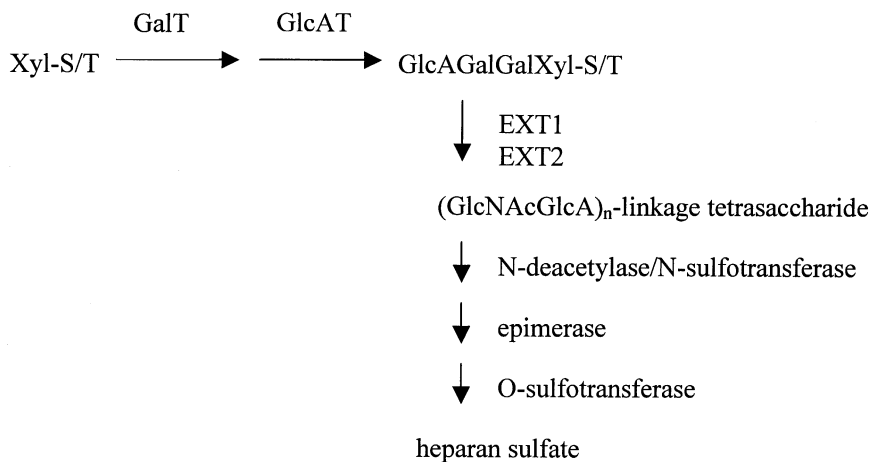 GalT
GlcAT
Xyl-S/T
GlcAGalGalXyl-S/T
EXT1
EXT2
(GlcNAcGlcA)n-linkage tetrasaccharide
N-deacetylase/N-sulfotransferase
epimerase
O-sulfotransferase
heparan sulfate